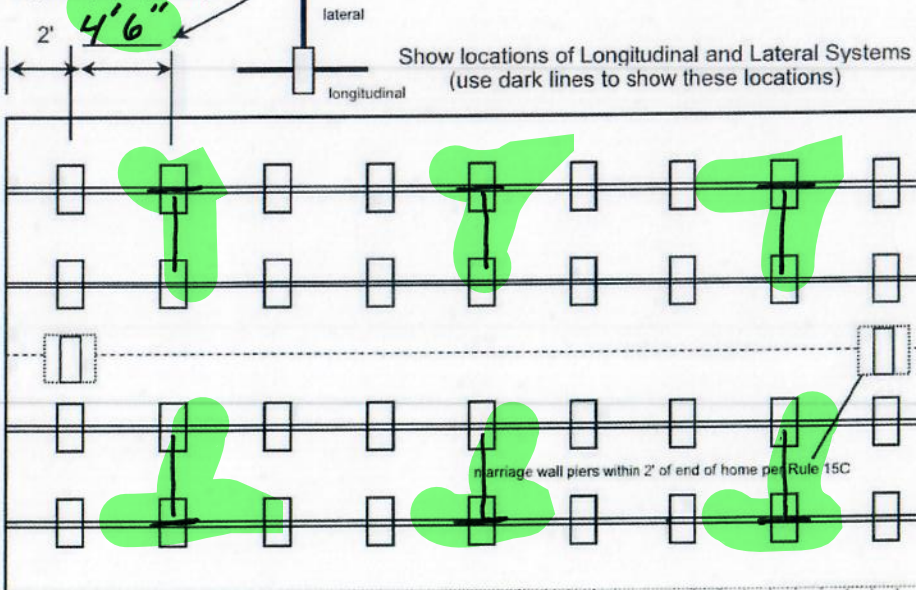 lateral
2'
4'6"
Show locations of Longitudinal and Lateral Systems
(use dark lines to show these locations)
longitudinal
marriage wall piers within 2' of end of home per Rule 15C